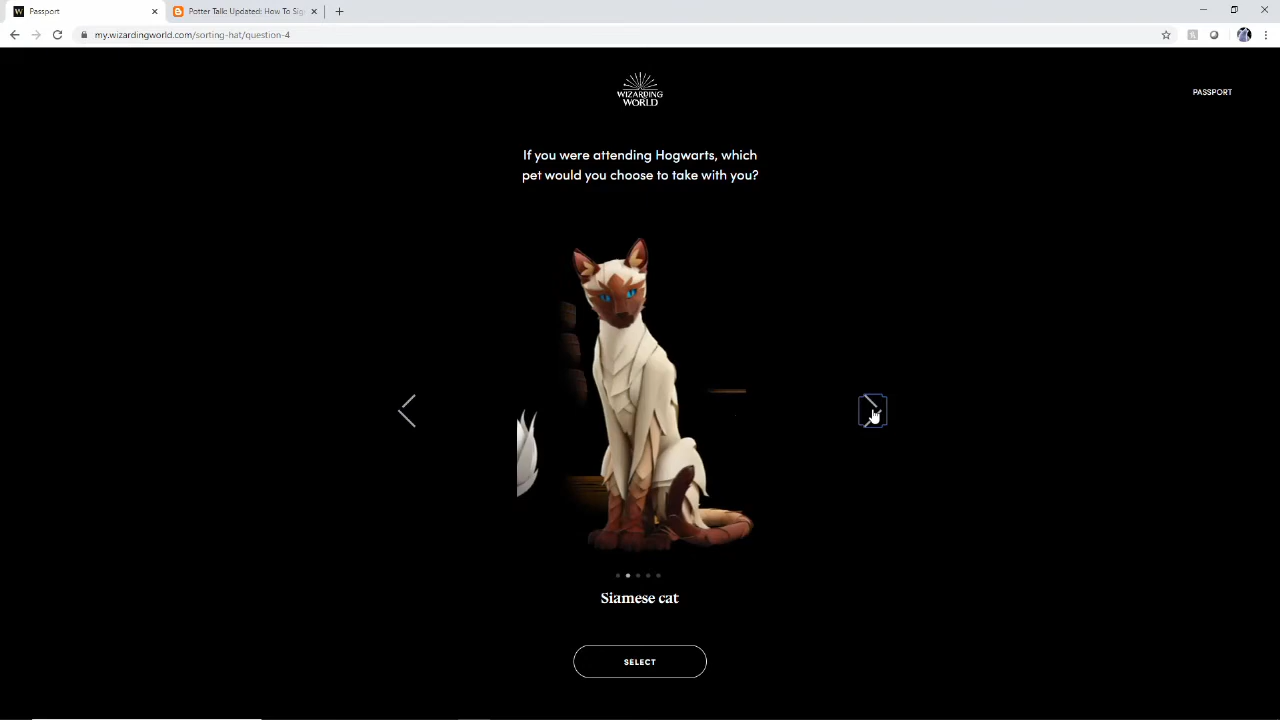 Passport
Potter Talk: Updated: How To Sig
my.wizardingworld.com/sorting-hat/question-4
WIZARDING
WORLD
PASSPORT
If you were attending Hogwarts, which
pet would you choose to take with you?
Siamese cat
SELECT